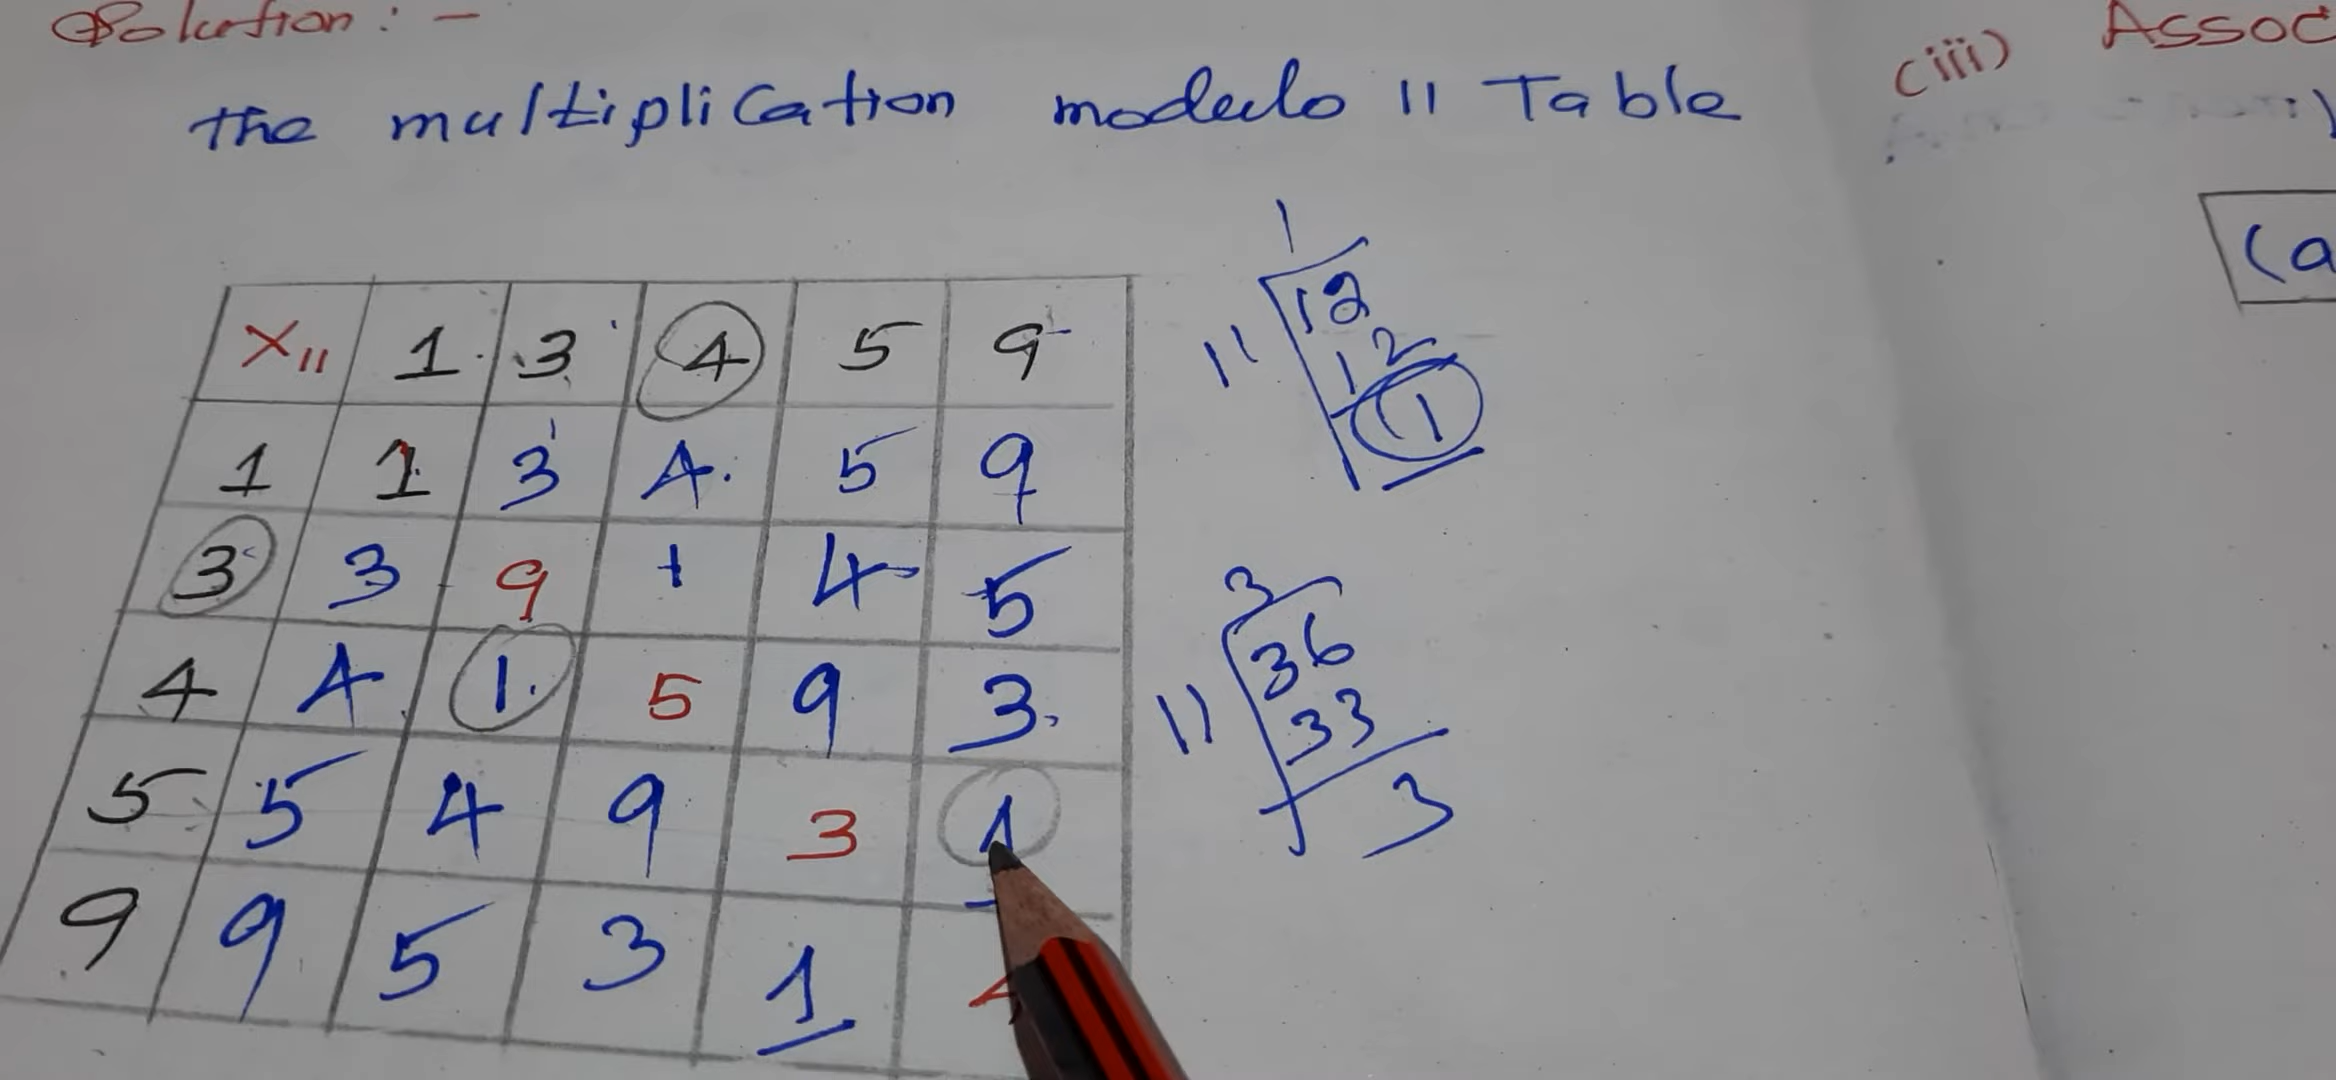 Solution: -
the multiplication modulo 11 Table
(iii) Assoc
(a
X11 1 3 4 5 9
1 1 3 4 5 9
3 3 9 1 4 5
4 4 1 5 9 3
5 5 4 9 3 1
9 9 5 3 1
1
11 12
12
1
3
11 36
33
3